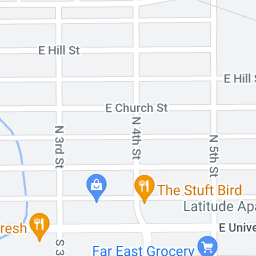 E Hill St
E Hill S
E Church St
N 3rd St
N 4th St
N 5th St
The Stuft Bird
Latitude Apa
resh
E Unive
S 3
Far East Grocery